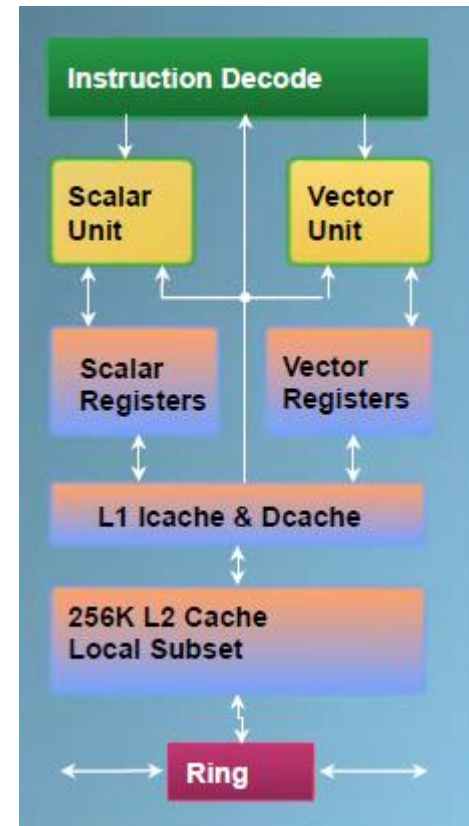 Instruction Decode
Scalar
Unit
Vector
Unit
Scalar
Registers
Vector
Registers
L1 Icache & Dcache
256K L2 Cache
Local Subset
Ring